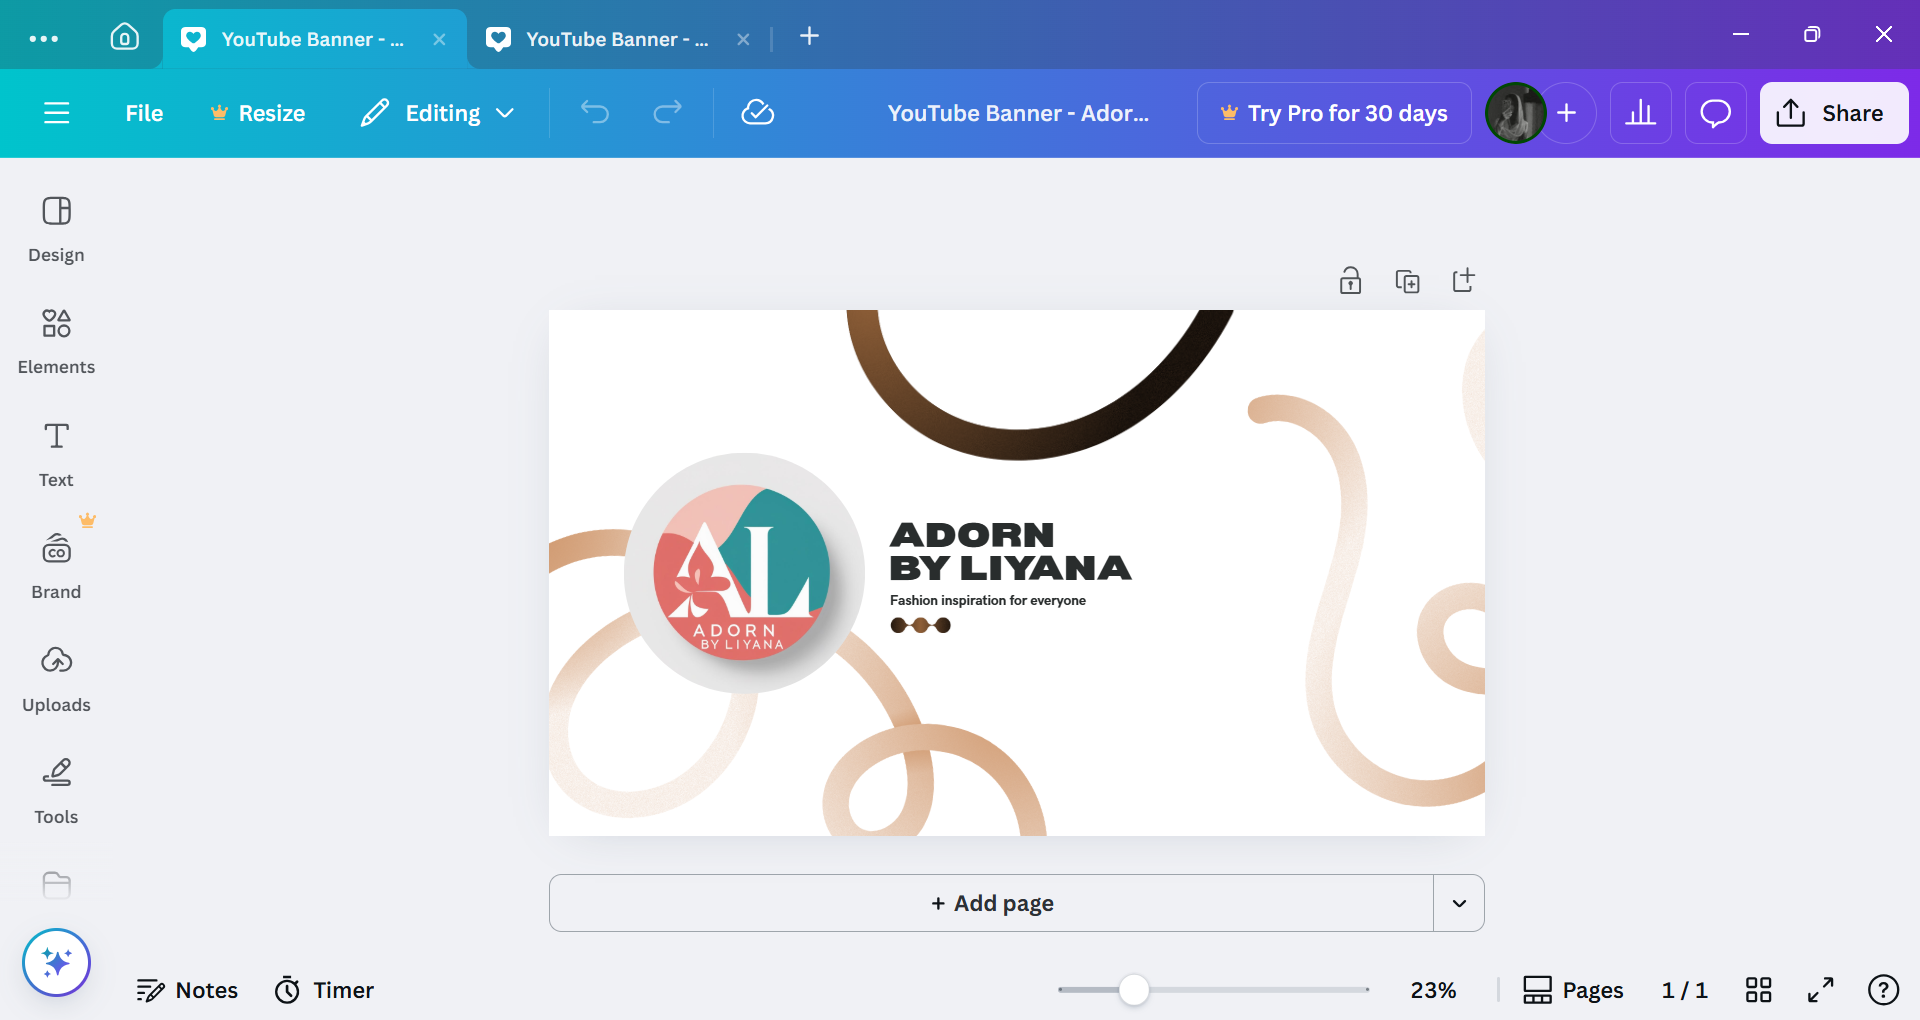 YouTube Banner - ...
YouTube Banner - ...
File
Resize
Editing
YouTube Banner - Ador...
Try Pro for 30 days
Share
Design
Elements
Text
Brand
Uploads
Tools
AL
ADORN
BY LIYANA
ADORN
BY LIYANA
Fashion inspiration for everyone
+ Add page
Notes
Timer
23%
Pages
1 / 1